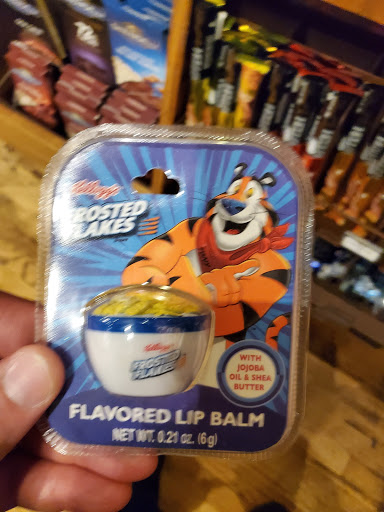 Kellogg's
FROSTED
FLAKES
Kellogg's
FROSTED
FLAKES
WITH
JOJOBA
OIL & SHEA
BUTTER
FLAVORED LIP BALM
NET WT. 0.21 oz. (6g)